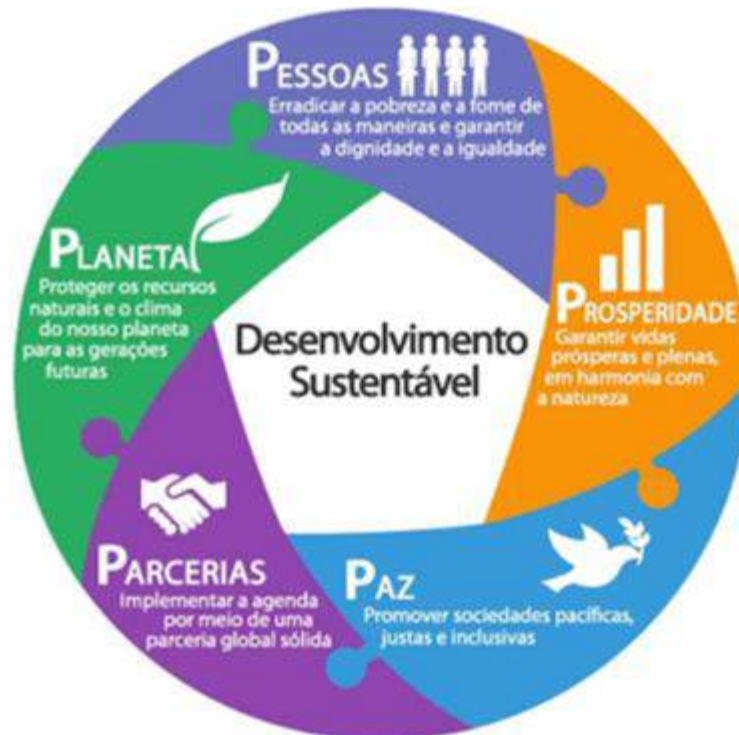 PESSOAS
Erradicar a pobreza e a fome de
todas as maneiras e garantir
a dignidade e a igualdade
PROSPERIDADE
Garantir vidas
prósperas e plenas,
em harmonia com
a natureza
PAZ
Promover sociedades pacíficas,
justas e inclusivas
PARCERIAS
Implementar a agenda
por meio de uma
parceria global sólida
PLANETA
Proteger os recursos
naturais e o clima
do nosso planeta
para as gerações
futuras
Desenvolvimento
Sustentável